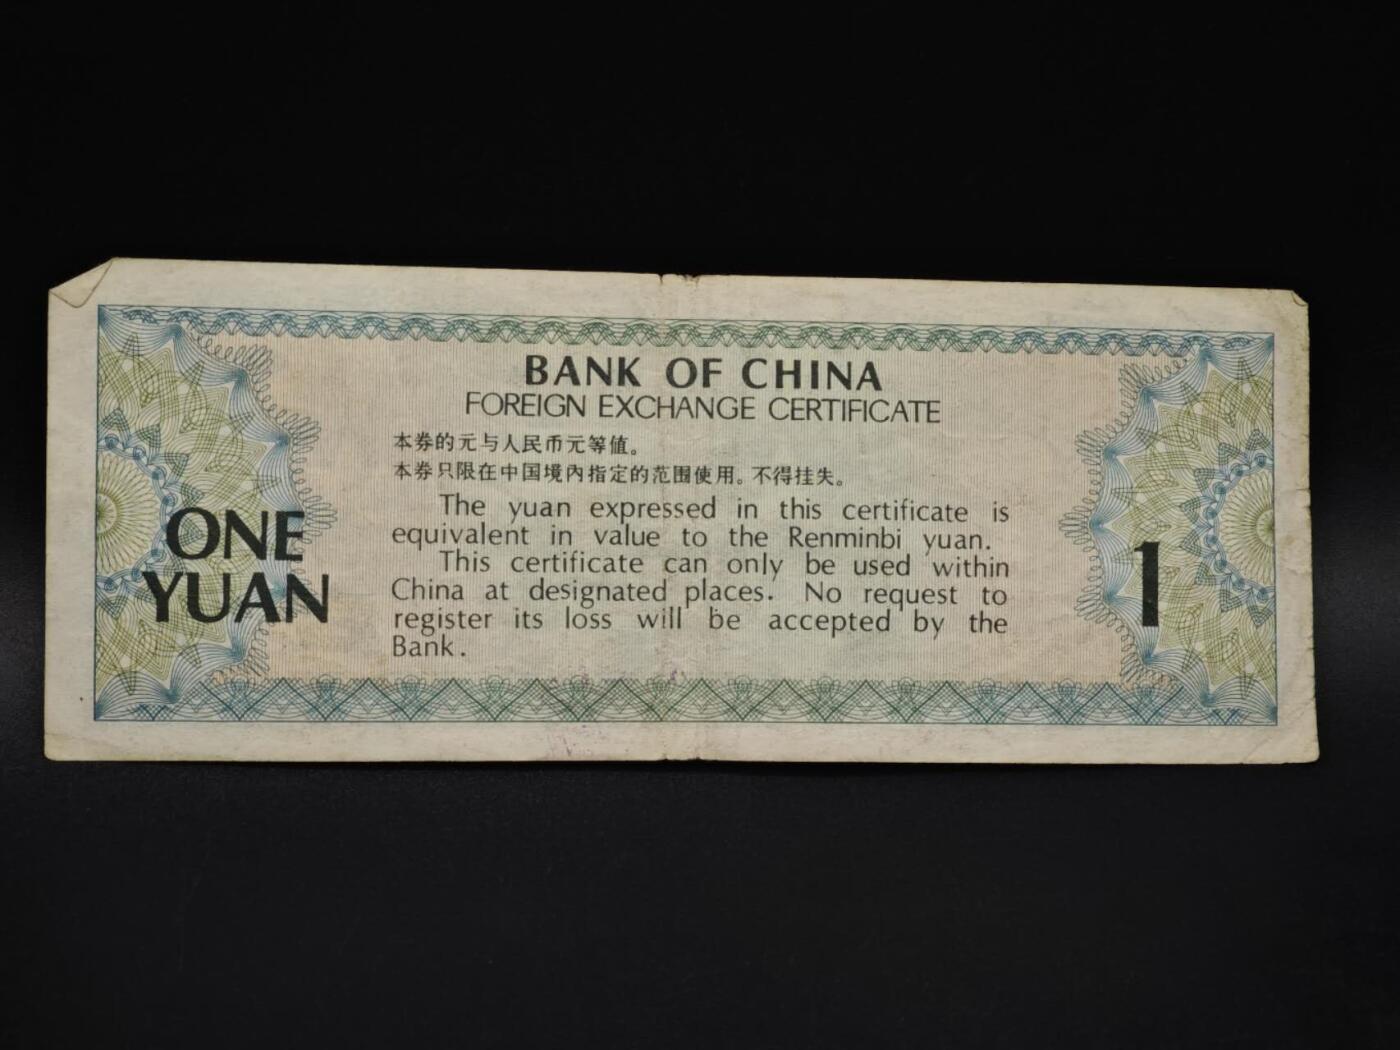 BANK OF CHINA
FOREIGN EXCHANGE CERTIFICATE
本券的元与人民币元等值。
本券只限在中国境内指定的范围使用。不得挂失。
The yuan expressed in this certificate is
equivalent in value to the Renminbi yuan.
This certificate can only be used within
China at designated places. No request to
register its loss will be accepted by the
Bank.
ONE
YUAN
1